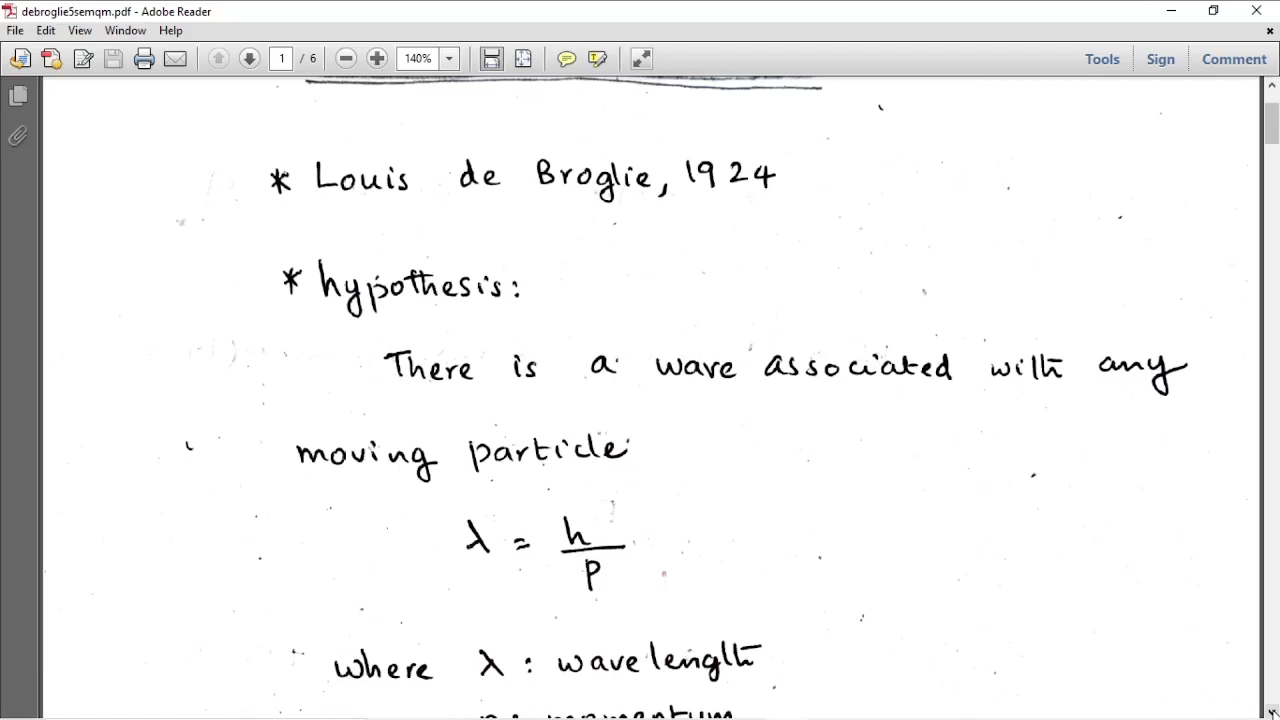 debroglie5semqm.pdf - Adobe Reader
File Edit View Window Help
1 / 6 140% Tools Sign Comment
* Louis de Broglie, 1924
* hypothesis:
There is a wave associated with any
moving particle
λ = h/p
where λ : wavelength
p : momentum